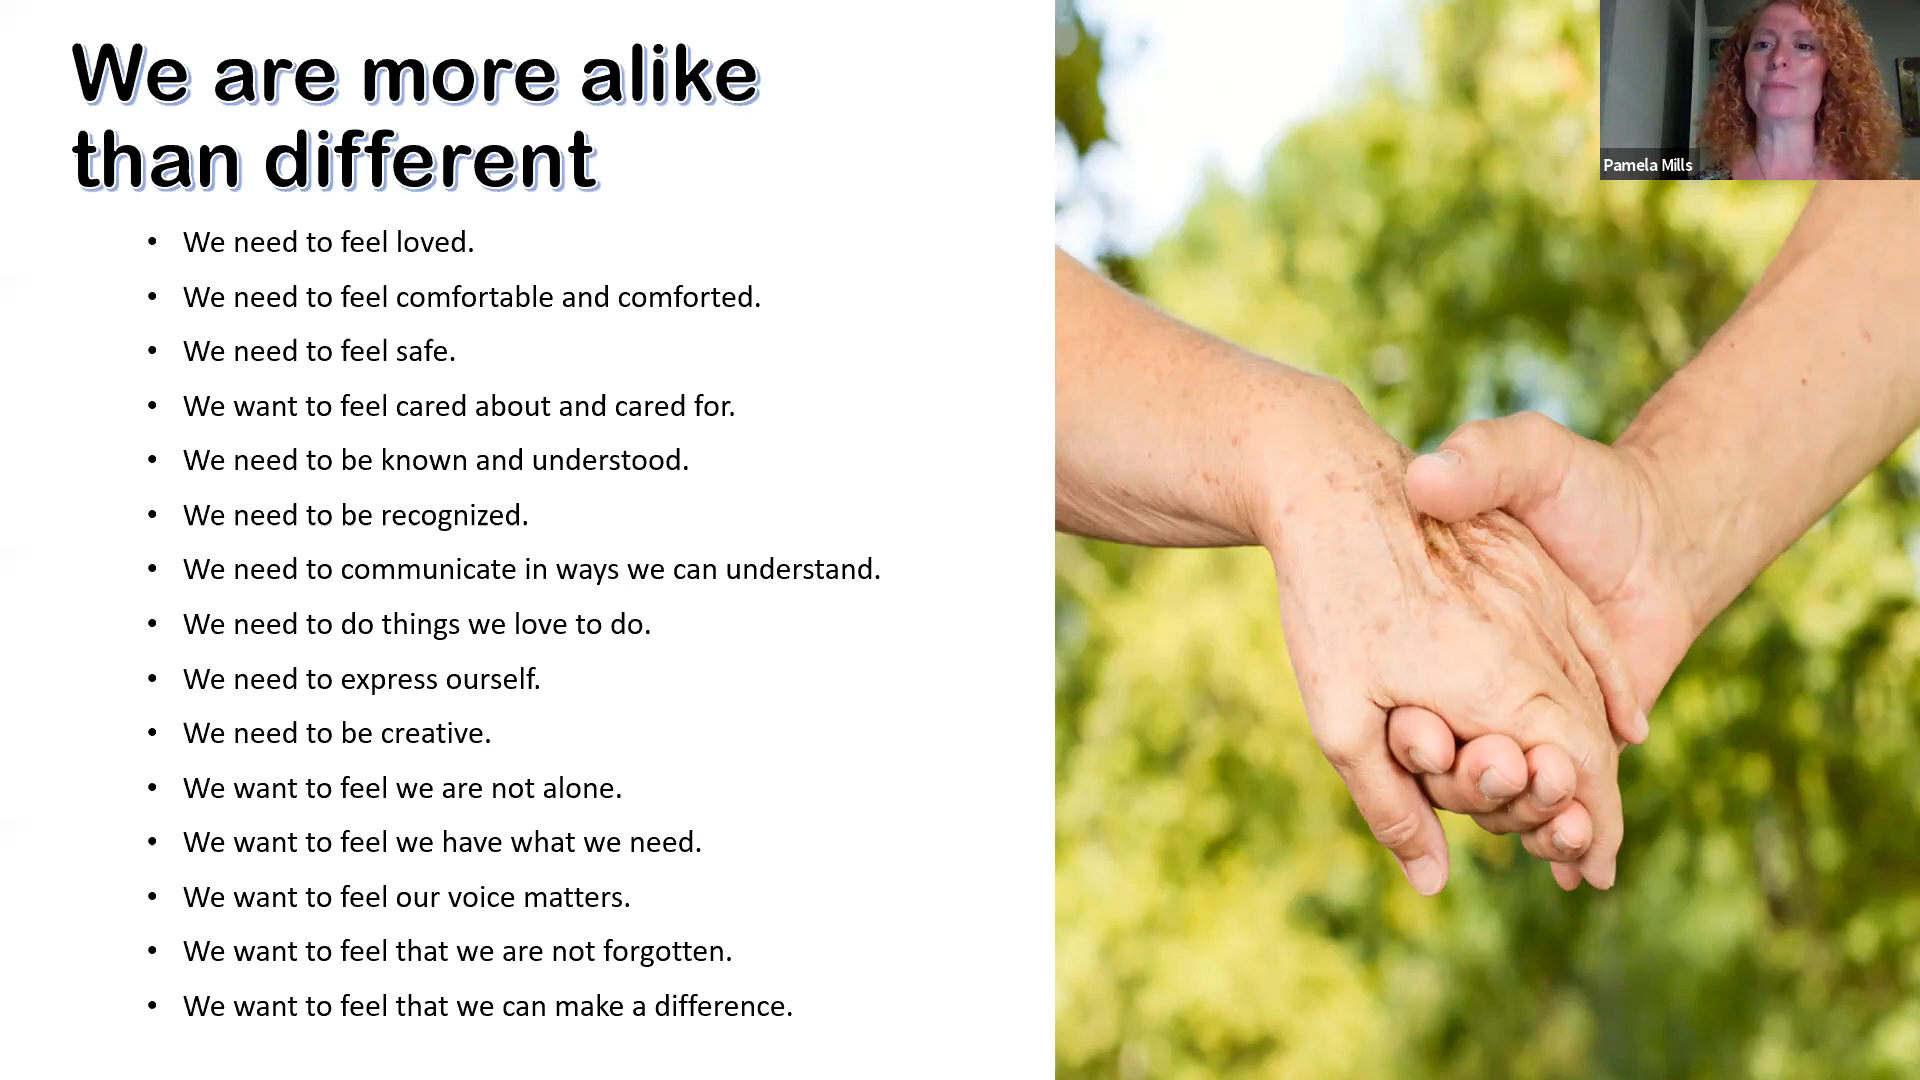 We are more alike
than different
• We need to feel loved.
• We need to feel comfortable and comforted.
• We need to feel safe.
• We want to feel cared about and cared for.
• We need to be known and understood.
• We need to be recognized.
• We need to communicate in ways we can understand.
• We need to do things we love to do.
• We need to express ourself.
• We need to be creative.
• We want to feel we are not alone.
• We want to feel we have what we need.
• We want to feel our voice matters.
• We want to feel that we are not forgotten.
• We want to feel that we can make a difference.
Pamela Mills